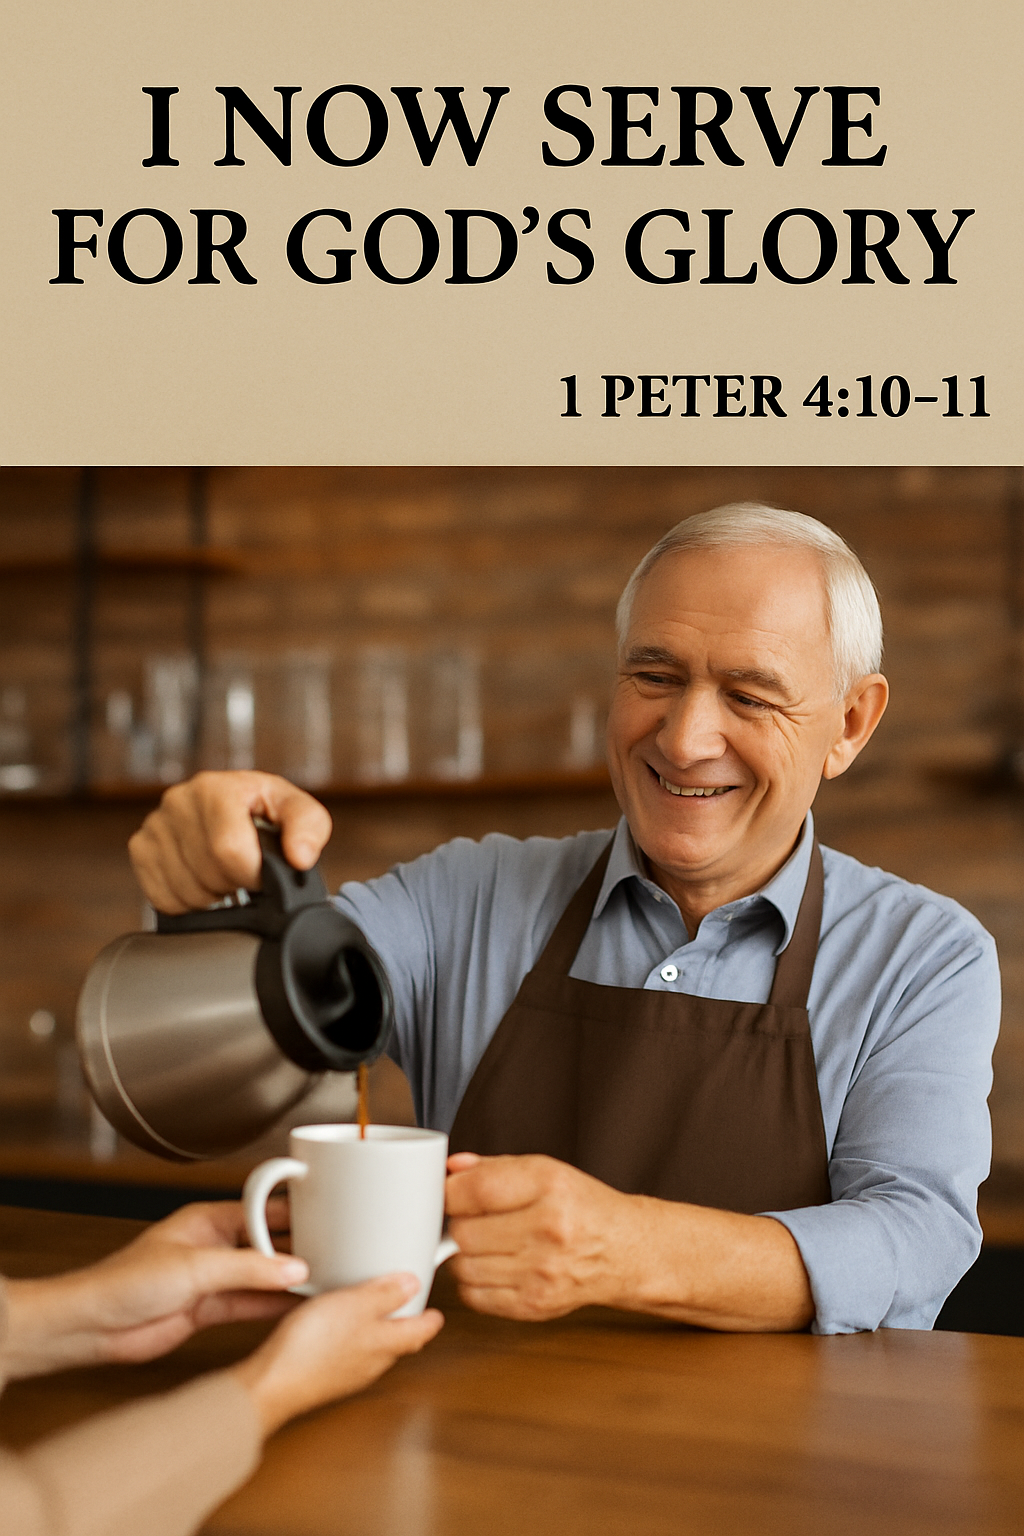 I NOW SERVE
FOR GOD’S GLORY
1 PETER 4:10–11